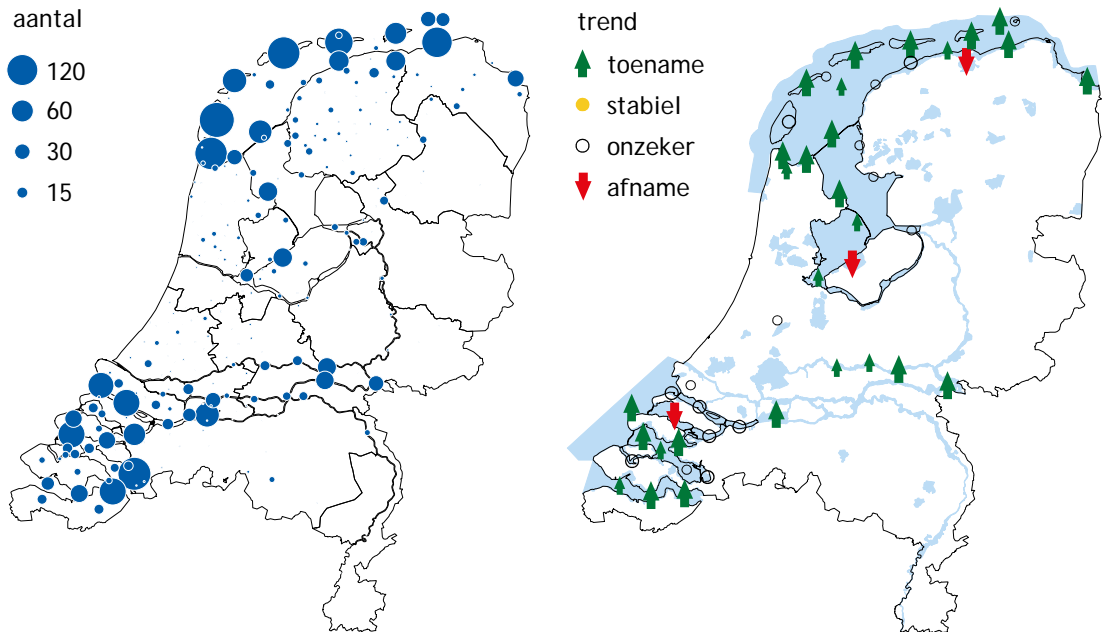 aantal
120
60
30
15
trend
toename
stabiel
onzeker
afname